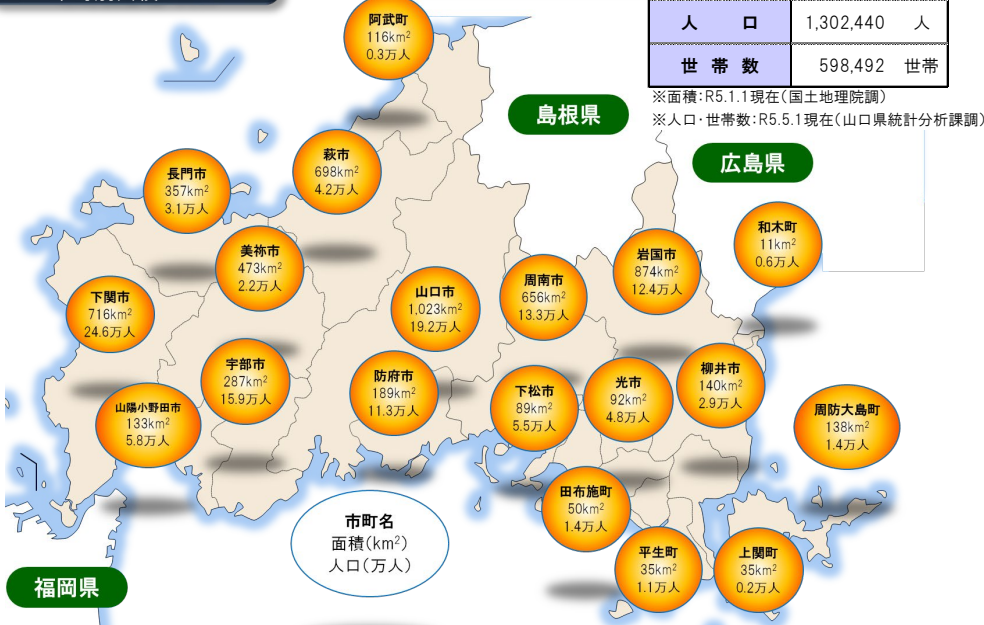 人 口 1,302,440 人
世帯数 598,492 世帯
※面積:R5.1.1現在(国土地理院調)
※人口・世帯数:R5.5.1現在(山口県統計分析課調)
島根県
広島県
福岡県
阿武町
116km²
0.3万人
萩市
698km²
4.2万人
長門市
357km²
3.1万人
美祢市
473km²
2.2万人
下関市
716km²
24.6万人
山口市
1,023km²
19.2万人
周南市
656km²
13.3万人
岩国市
874km²
12.4万人
和木町
11km²
0.6万人
宇部市
287km²
15.9万人
防府市
189km²
11.3万人
下松市
89km²
5.5万人
光市
92km²
4.8万人
柳井市
140km²
2.9万人
山陽小野田市
133km²
5.8万人
周防大島町
138km²
1.4万人
田布施町
50km²
1.4万人
平生町
35km²
1.1万人
上関町
35km²
0.2万人
市町名
面積(km²)
人口(万人)